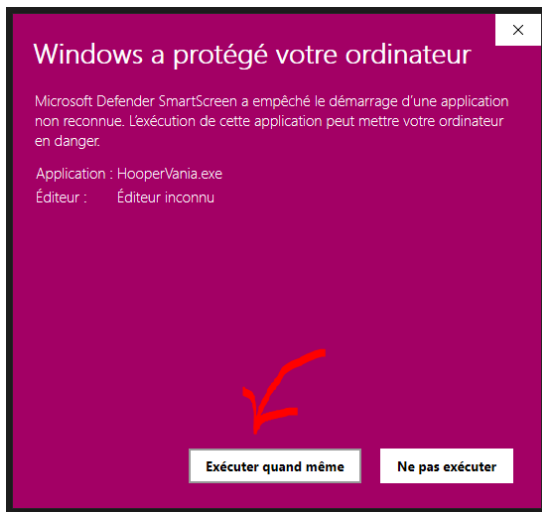 Windows a protégé votre ordinateur
Microsoft Defender SmartScreen a empêché le démarrage d'une application
non reconnue. L'exécution de cette application peut mettre votre ordinateur
en danger.
Application : HooperVania.exe
Éditeur : Éditeur inconnu
Exécuter quand même
Ne pas exécuter